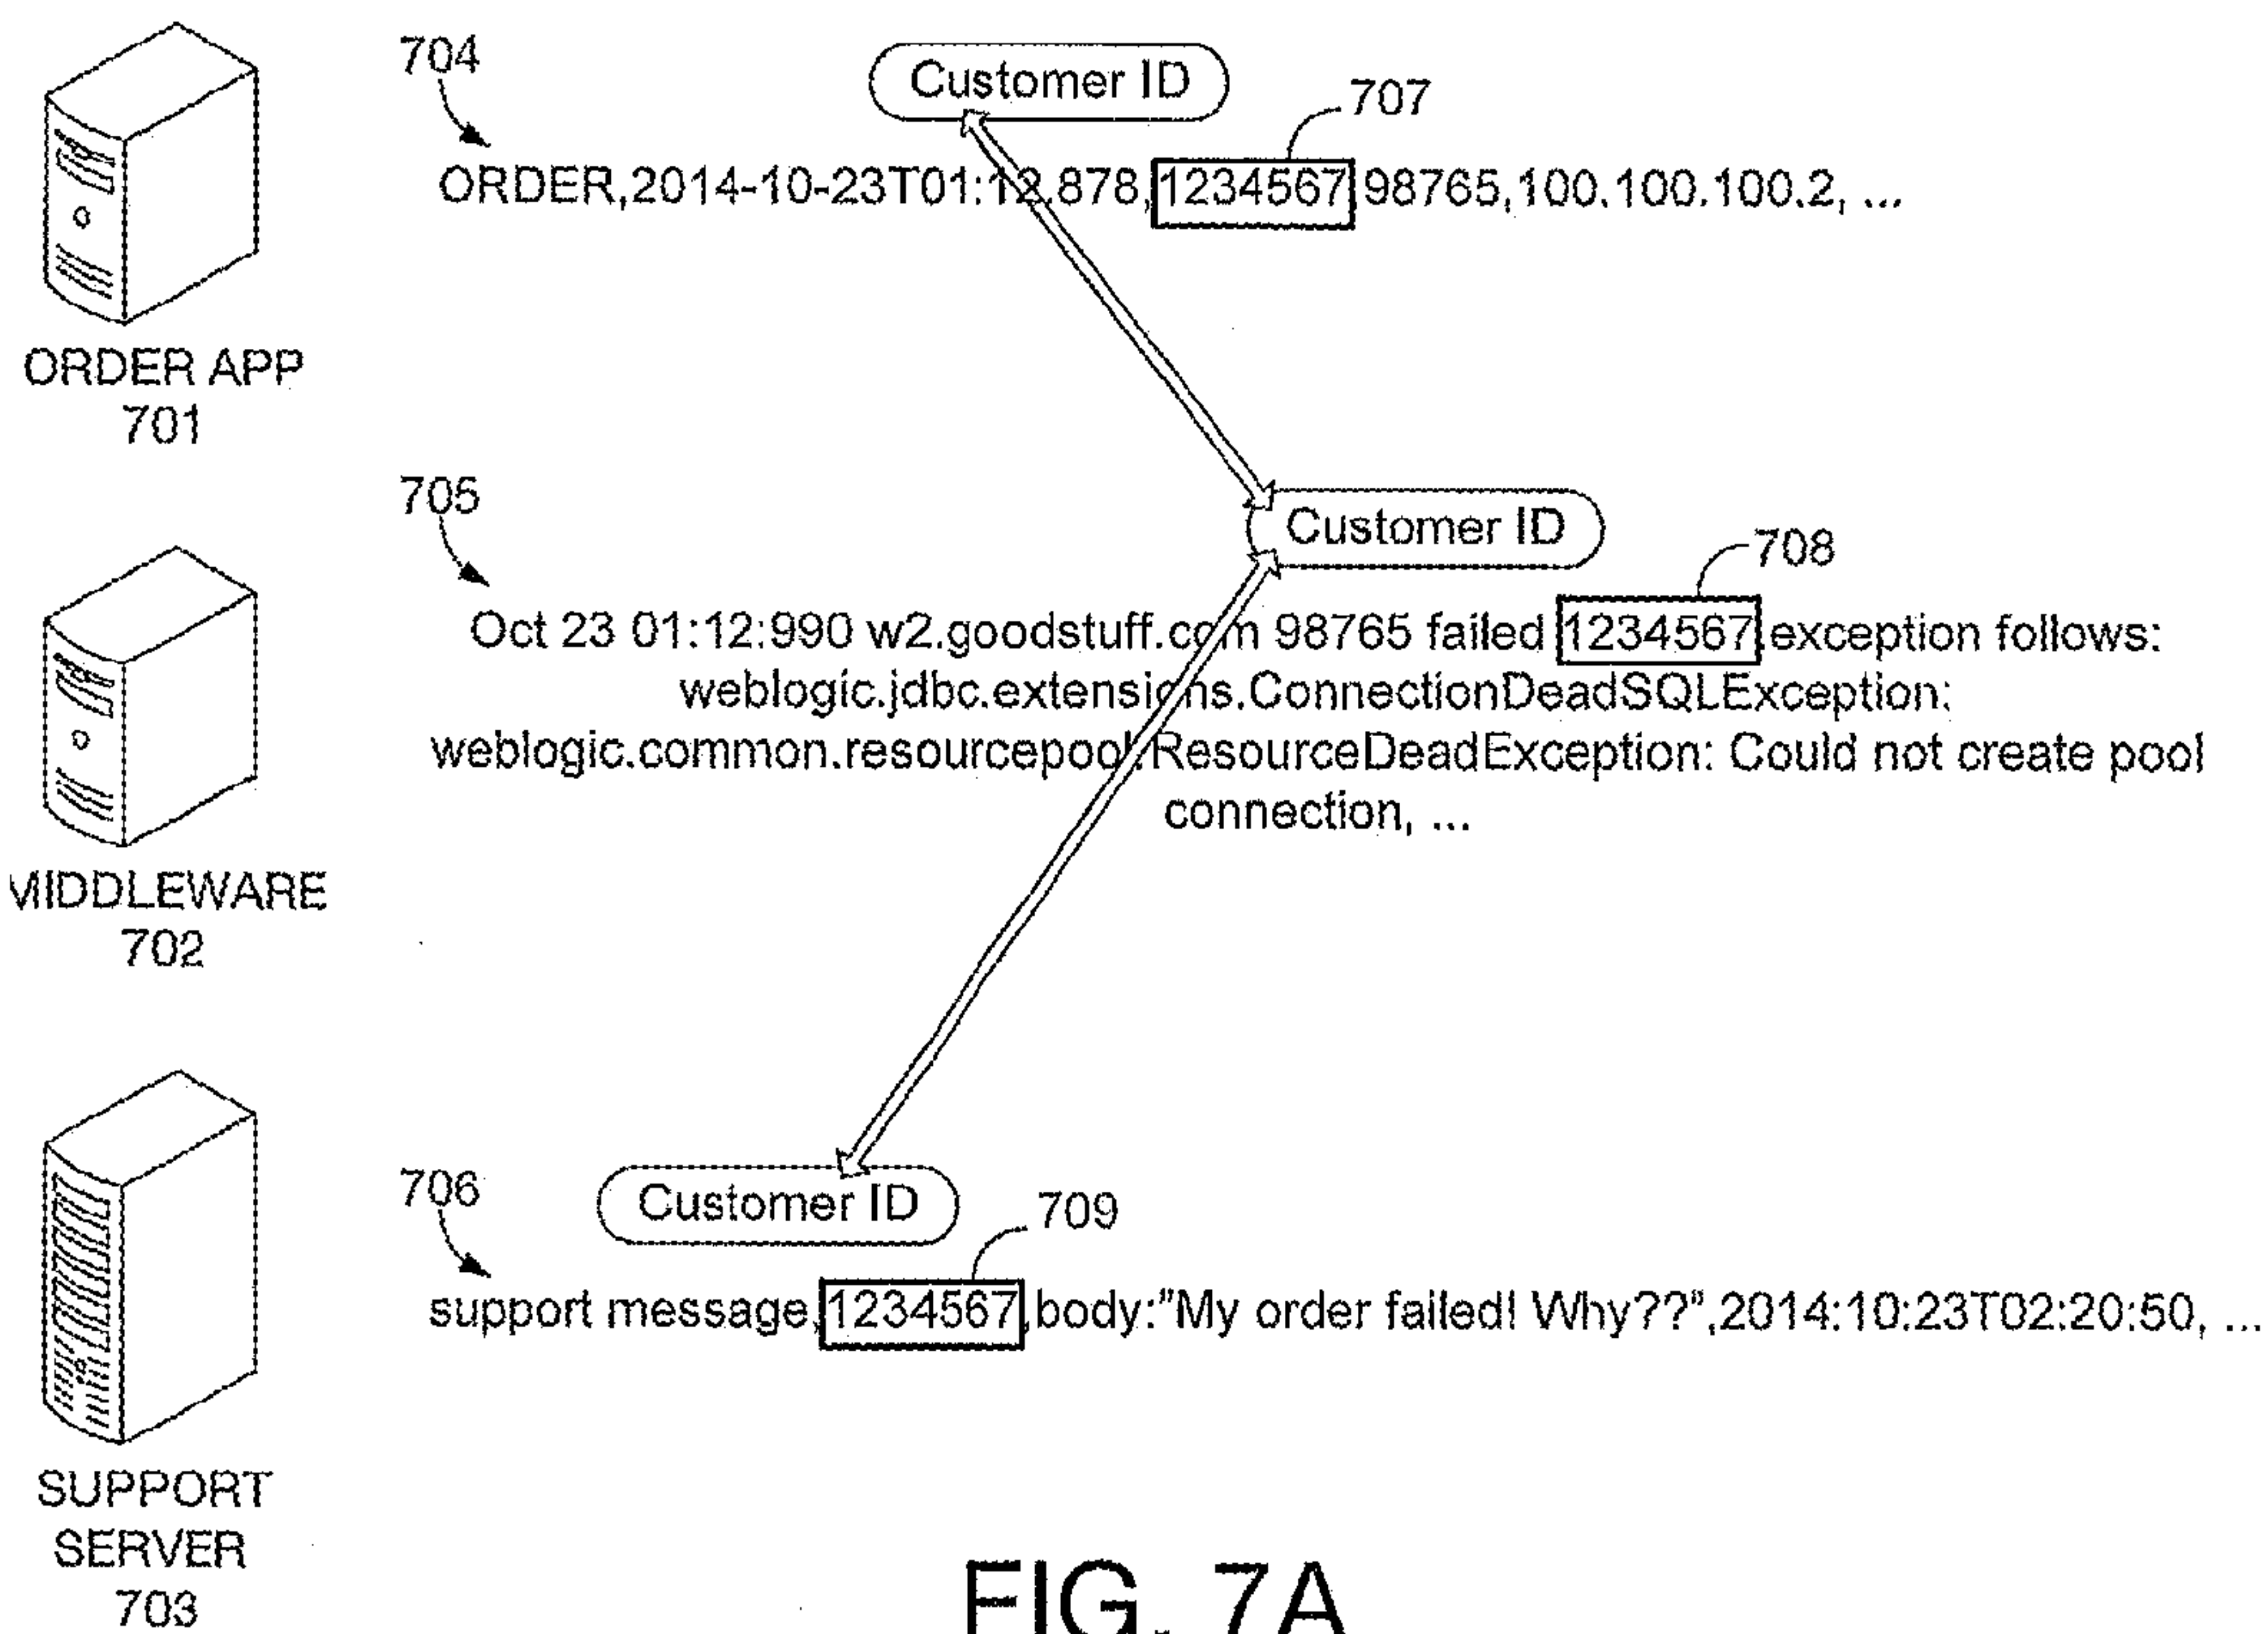 704
Customer ID
707
ORDER,2014-10-23T01:12.878,1234567,98765,100.100.100.2, ...
ORDER APP
701
705
Customer ID
708
Oct 23 01:12:990 w2.goodstuff.com 98765 failed 1234567,exception follows:
weblogic.jdbc.extensions.ConnectionDeadSQLException:
weblogic.common.resourcepool.ResourceDeadException: Could not create pool
connection, ...
MIDDLEWARE
702
706
Customer ID
709
support message,1234567,body:"My order failed! Why??",2014:10:23T02:20:50, ...
SUPPORT
SERVER
703
FIG. 7A